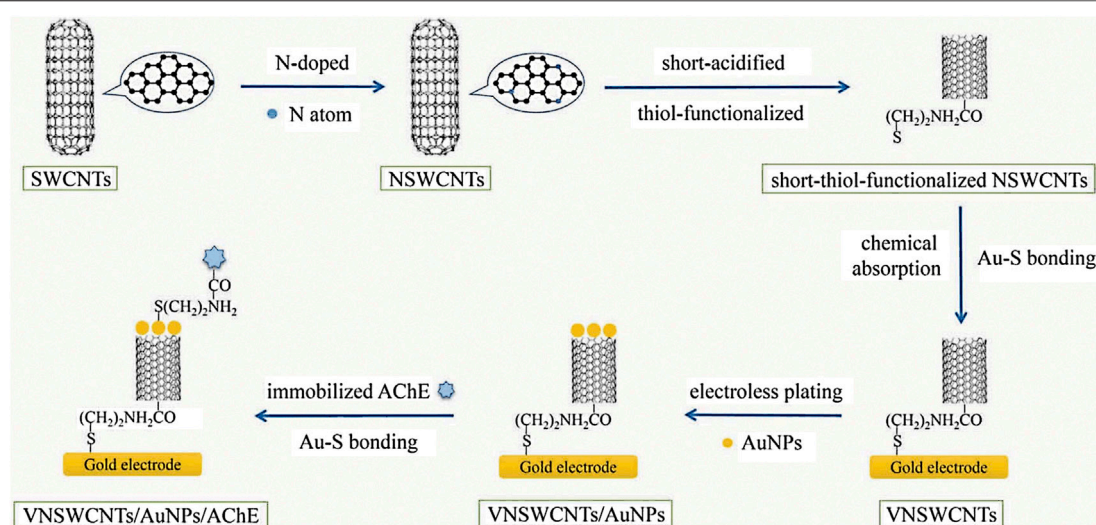 N-doped
N atom
short-acidified
thiol-functionalized
(CH₂)₂NH₂CO
S
SWCNTs
NSWCNTs
short-thiol-functionalized NSWCNTs
chemical
absorption
Au-S bonding
CO
S(CH₂)₂NH₂
immobilized AChE
Au-S bonding
electroless plating
AuNPs
(CH₂)₂NH₂CO
S
Gold electrode
(CH₂)₂NH₂CO
S
Gold electrode
(CH₂)₂NH₂CO
S
Gold electrode
VNSWCNTs/AuNPs/AChE
VNSWCNTs/AuNPs
VNSWCNTs